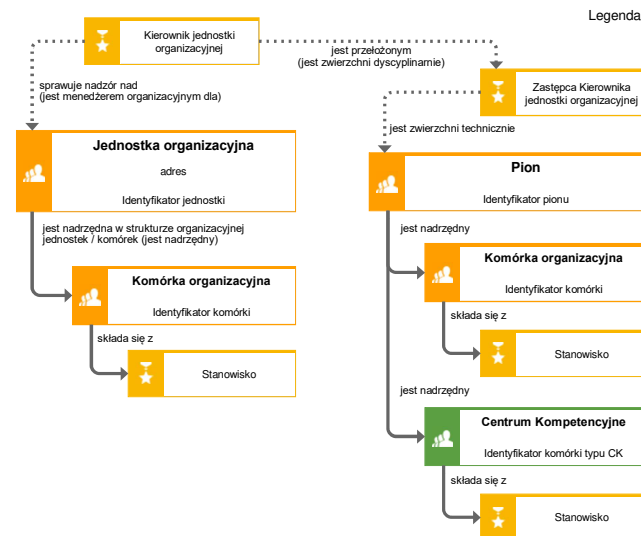 Legenda
Kierownik jednostki
organizacyjnej
jest przełożonym
(jest zwierzchni dyscyplinarnie)
sprawuje nadzór nad
(jest menedżerem organizacyjnym dla)
Zastępca Kierownika
jednostki organizacyjnej
jest zwierzchni technicznie
Jednostka organizacyjna
adres
Identyfikator jednostki
Pion
Identyfikator pionu
jest nadrzędna w strukturze organizacyjnej
jednostek / komórek (jest nadrzędny)
jest nadrzędny
Komórka organizacyjna
Identyfikator komórki
Komórka organizacyjna
Identyfikator komórki
składa się z
składa się z
Stanowisko
Stanowisko
jest nadrzędny
Centrum Kompetencyjne
Identyfikator komórki typu CK
składa się z
Stanowisko